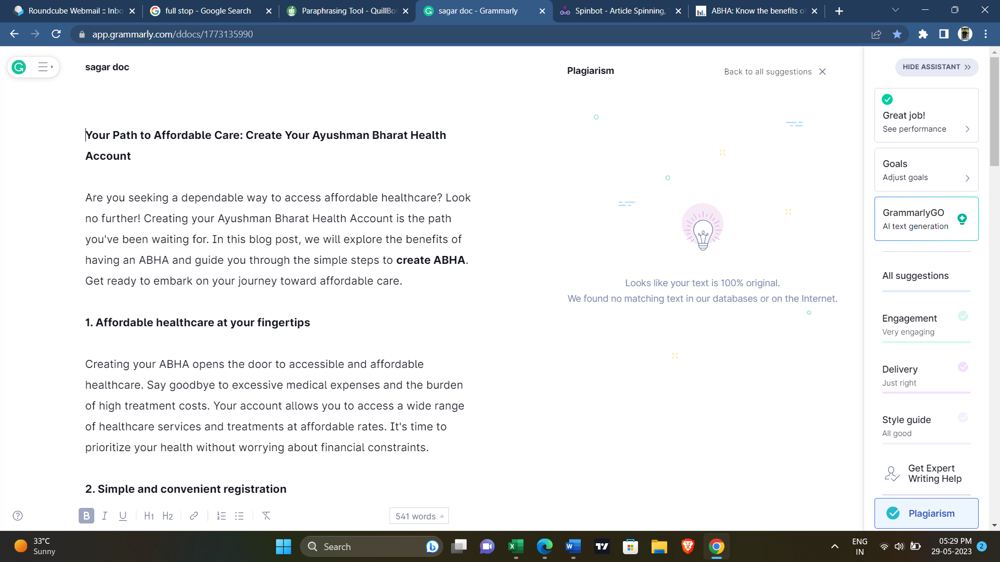 Roundcube Webmail :: Inbo
full stop - Google Search
Paraphrasing Tool - QuillBo
sagar doc - Grammarly
Spinbot - Article Spinning,
ABHA: Know the benefits of
app.grammarly.com/ddocs/1773135990
sagar doc
Plagiarism
Back to all suggestions
HIDE ASSISTANT
Your Path to Affordable Care: Create Your Ayushman Bharat Health
Account
Are you seeking a dependable way to access affordable healthcare? Look
no further! Creating your Ayushman Bharat Health Account is the path
you've been waiting for. In this blog post, we will explore the benefits of
having an ABHA and guide you through the simple steps to create ABHA.
Get ready to embark on your journey toward affordable care.
1. Affordable healthcare at your fingertips
Creating your ABHA opens the door to accessible and affordable
healthcare. Say goodbye to excessive medical expenses and the burden
of high treatment costs. Your account allows you to access a wide range
of healthcare services and treatments at affordable rates. It's time to
prioritize your health without worrying about financial constraints.
2. Simple and convenient registration
Looks like your text is 100% original.
We found no matching text in our databases or on the Internet.
Great job!
See performance
Goals
Adjust goals
GrammarlyGO
AI text generation
All suggestions
Engagement
Very engaging
Delivery
Just right
Style guide
All good
Get Expert
Writing Help
Plagiarism
B I U H1 H2
541 words
33°C
Sunny
Search
ENG
IN
05:29 PM
29-05-2023
2